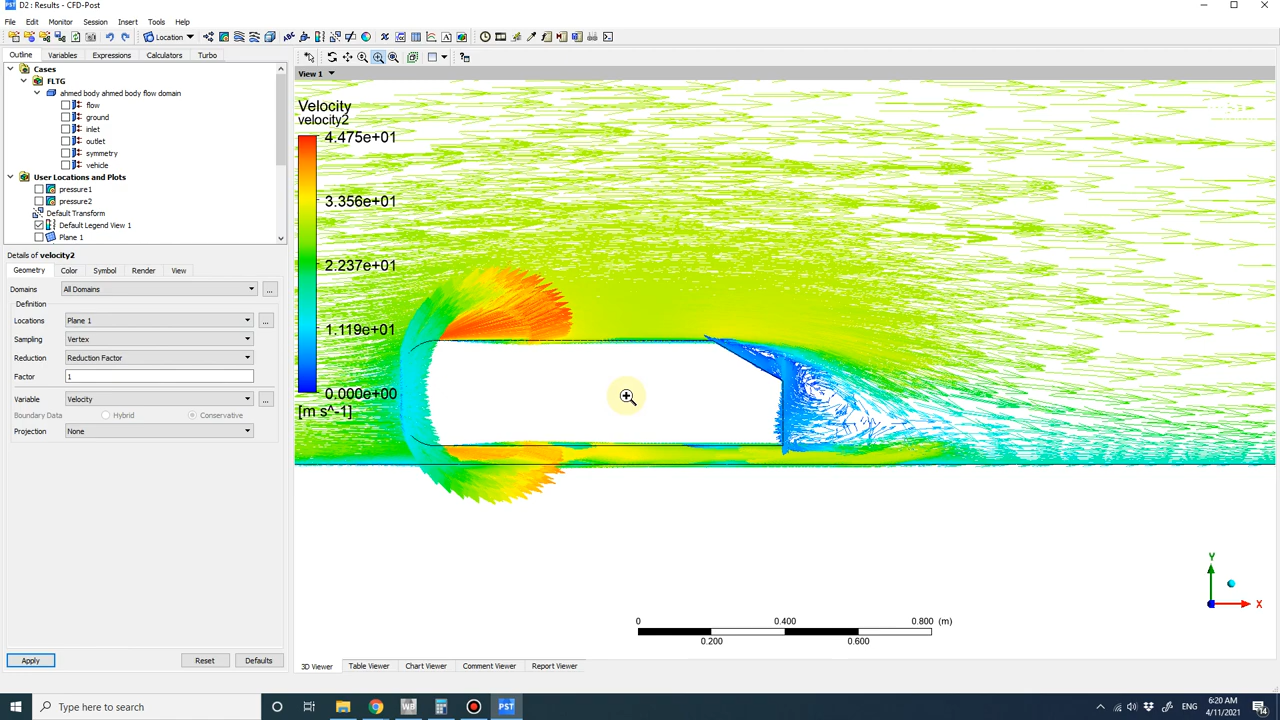 D2 : Results - CFD-Post
File Edit Monitor Session Insert Tools Help
Location
Outline Variables Expressions Calculators Turbo
Cases
FLTG
ahmed body ahmed body flow domain
flow
ground
inlet
outlet
symmetry
vehicle
User Locations and Plots
pressure1
pressure2
Default Transform
Default Legend View 1
Plane 1
Details of velocity2
Geometry Color Symbol Render View
Domains All Domains ...
Definition
Locations Plane 1 ...
Sampling Vertex
Reduction Reduction Factor
Factor 1
Variable Velocity ...
Boundary Data Hybrid Conservative
Projection None
Apply Reset Defaults
View 1
Velocity
velocity2
4.475e+01
3.356e+01
2.237e+01
1.119e+01
0.000e+00
[m s^-1]
0 0.400 0.800 (m)
0.200 0.600
Y
X
3D Viewer Table Viewer Chart Viewer Comment Viewer Report Viewer
Type here to search
WB
PST
ENG
6:20 AM
4/11/2021
14